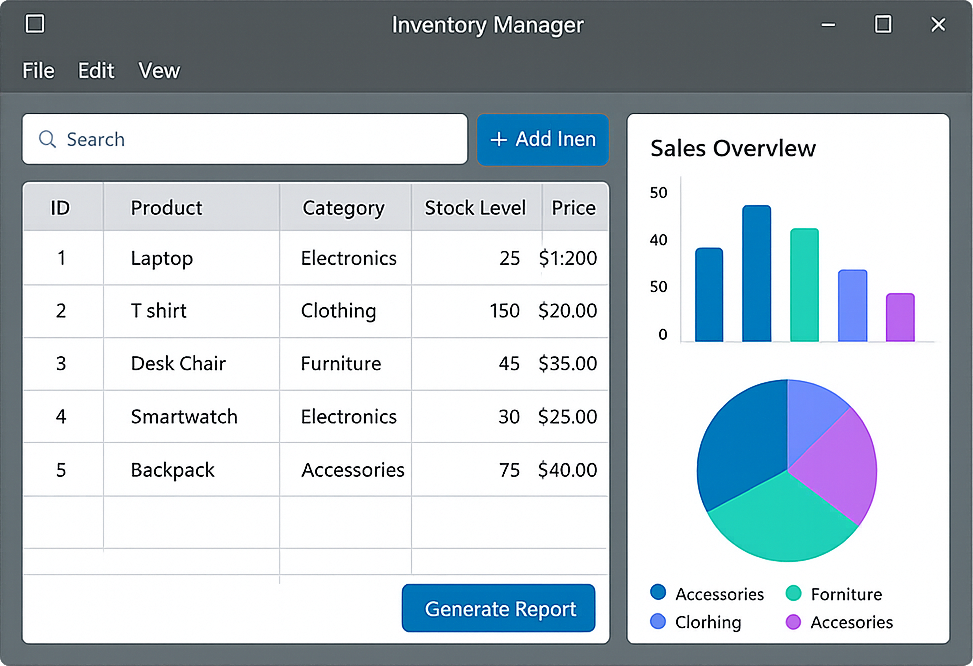 Inventory Manager
File Edit Vew
Search
+ Add Inen
ID Product Category Stock Level Price
1 Laptop Electronics 25 $1:200
2 T shirt Clothing 150 $20.00
3 Desk Chair Furniture 45 $35.00
4 Smartwatch Electronics 30 $25.00
5 Backpack Accessories 75 $40.00
Generate Report
Sales Overvlew
50
40
50
0
Accessories Forniture
Clorhing Accesories